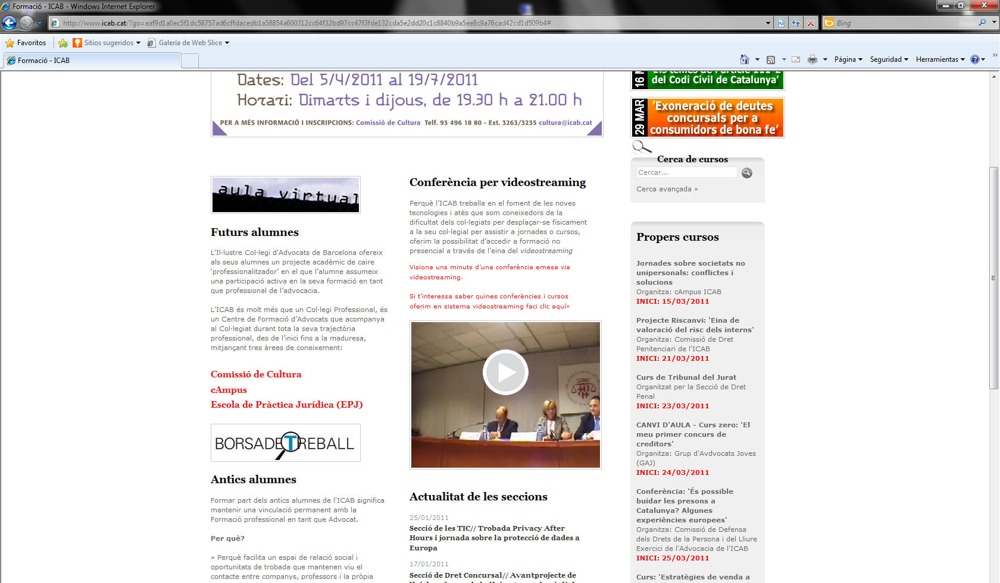 Formació - ICAB - Windows Internet Explorer
http://www.icab.cat/?go=eaf9d1a0ec5f1dc58757ad6cffdacedb1a58854a600312cc64f32bd97cc47f3fde132cda5e2dd20c1c8840b9a5ee8c9a76cad42cd1d509b4#
Bing
Favoritos
Sitios sugeridos
Galería de Web Slice
Formació - ICAB
Página
Seguridad
Herramientas
Dates: Del 5/4/2011 al 19/7/2011
Horari: Dimarts i dijous, de 19.30 h a 21.00 h
PER A MÉS INFORMACIÓ I INSCRIPCIONS: Comissió de Cultura Telf. 93 496 18 80 - Ext. 3263/3235 cultura@icab.cat
aula virtual
Futurs alumnes
L’Il·lustre Col·legi d'Advocats de Barcelona ofereix
als seus alumnes un projecte acadèmic de caire
‘professionalitzador’ en el que l’alumne assumeix
una participació activa en la seva formació en tant
que professional de l’advocacia.
L’ICAB és molt més que un Col·legi Professional, és
un Centre de Formació d’Advocats que acompanya
al Col·legiat durant tota la seva trajectòria
professional, des de l’inici fins a la maduresa,
mitjançant tres àrees de coneixement:
Comissió de Cultura
cAmpus
Escola de Pràctica Jurídica (EPJ)
BORSADETREBALL
Antics alumnes
Formar part dels antics alumnes de l'ICAB significa
mantenir una vinculació permanent amb la
Formació professional en tant que Advocat.
Per què?
» Perquè facilita un espai de relació social i
oportunitats de trobada que mantenen viu el
contacte entre companys, professors i la pròpia
Conferència per videostreaming
Perquè l’ICAB treballa en el foment de les noves
tecnologies i atès que som coneixedors de la
dificultat dels col·legiats per desplaçar-se físicament
a la seu col·legial per assistir a jornades o cursos,
oferim la possibilitat d’accedir a formació no
presencial a través de l’eina del videostreaming
Visiona uns minuts d’una conferència emesa via
videostreaming.
Si t’interessa saber quines conferències i cursos
oferim en sistema videostreaming faci clic aquí»
Actualitat de les seccions
25/01/2011
Secció de les TIC// Trobada Privacy After
Hours i jornada sobre la protecció de dades a
Europa
17/01/2011
Secció de Dret Concursal// Avantprojecte de
16 M
del Codi Civil de Catalunya’
29 MAR
’Exoneració de deutes
concursals per a
consumidors de bona fe’
Cerca de cursos
Cercar...
Cerca avançada »
Propers cursos
Jornades sobre societats no
unipersonals: conflictes i
solucions
Organitza: cAmpus ICAB
INICI: 15/03/2011
Projecte Riscanvi: 'Eina de
valoració del risc dels interns'
Organitza: Comissió de Dret
Penitenciari de l'ICAB
INICI: 21/03/2011
Curs de Tribunal del Jurat
Organitzat per la Secció de Dret
Penal
INICI: 23/03/2011
CANVI D'AULA - Curs zero: 'El
meu primer concurs de
creditors'
Organitza: Grup d'Avdvocats Joves
(GAJ)
INICI: 24/03/2011
Conferència: 'És possible
buidar les presons a
Catalunya? Algunes
experiències europees'
Organitza: Comissió de Defensa
dels Drets de la Persona i del Lliure
Exercici de l'Advocacia de l'ICAB
INICI: 25/03/2011
Curs: 'Estratègies de venda a